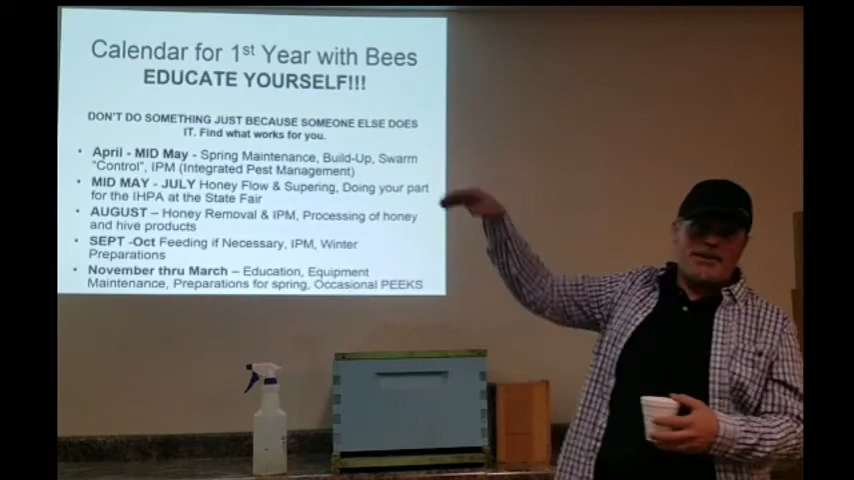 Calendar for 1st Year with Bees
EDUCATE YOURSELF!!!
DON'T DO SOMETHING JUST BECAUSE SOMEONE ELSE DOES
IT. Find what works for you.
• April - MID May - Spring Maintenance, Build-Up, Swarm
"Control", IPM (Integrated Pest Management)
• MID MAY - JULY Honey Flow & Supering, Doing your part
for the IHPA at the State Fair
• AUGUST – Honey Removal & IPM, Processing of honey
and hive products
• SEPT -Oct Feeding if Necessary, IPM, Winter
Preparations
• November thru March – Education, Equipment
Maintenance, Preparations for spring, Occasional PEEKS